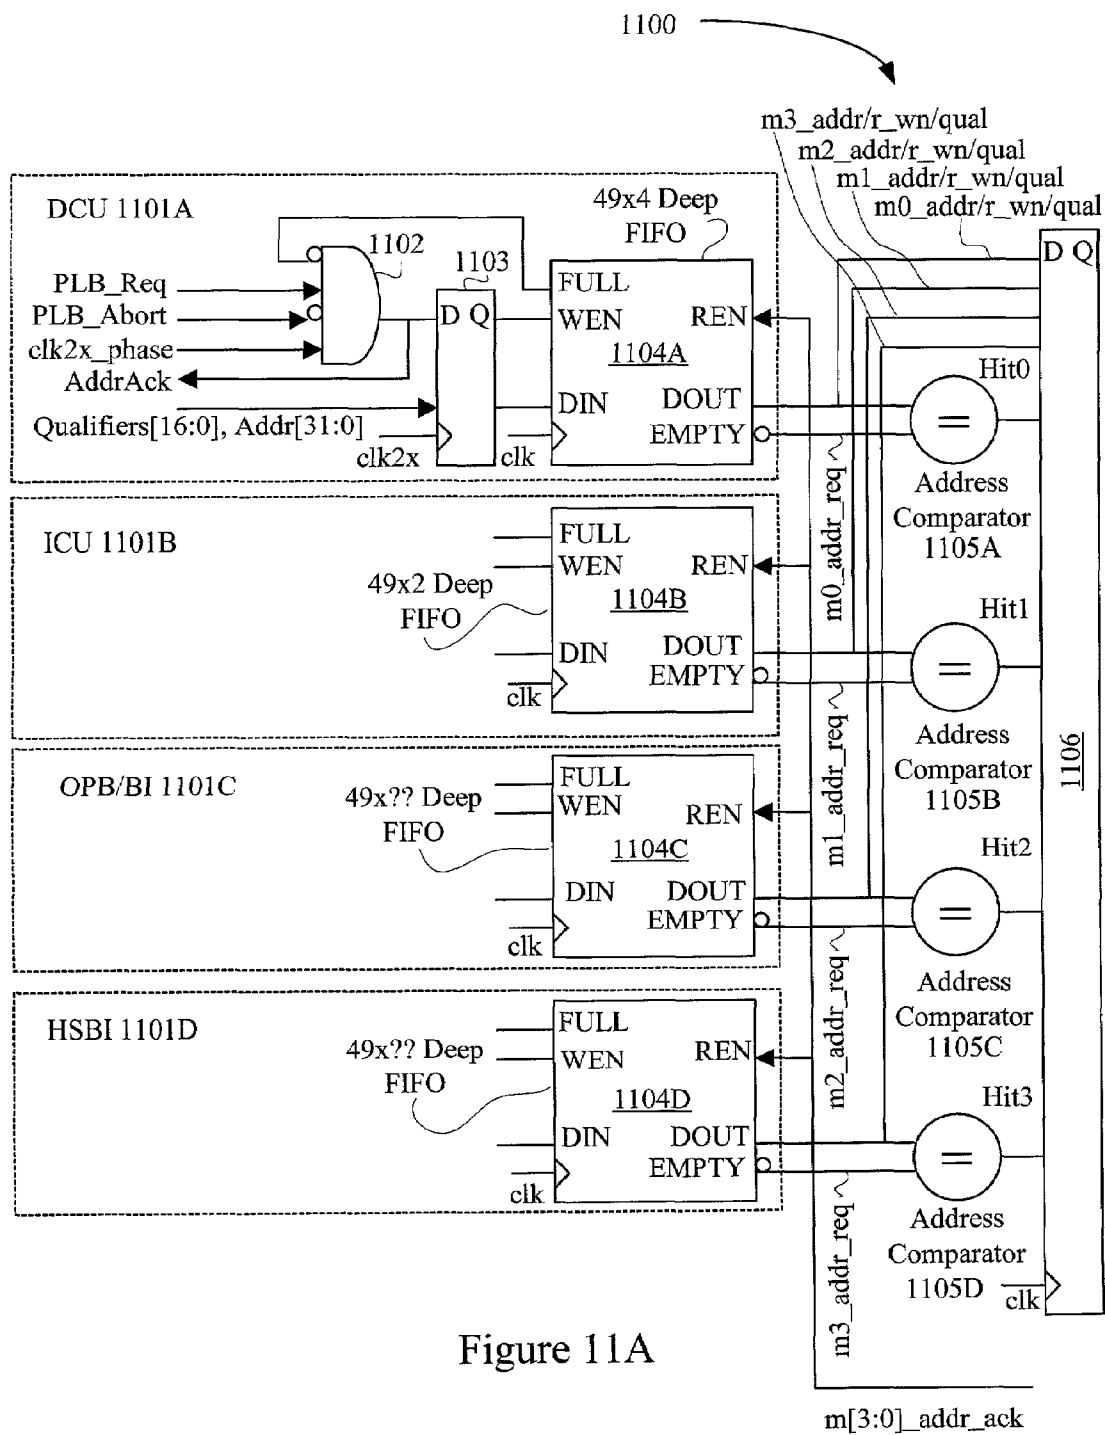 1100
m3_addr/r_wn/qual
m2_addr/r_wn/qual
m1_addr/r_wn/qual
m0_addr/r_wn/qual
DCU 1101A
49x4 Deep
FIFO
1102
1103
D Q
PLB_Req
PLB_Abort
clk2x_phase
AddrAck
Qualifiers[16:0], Addr[31:0]
clk2x
D Q
clk
FULL
WEN
REN
1104A
DIN
DOUT
EMPTY
Hit0
=
Address
Comparator
1105A
m0_addr_req
ICU 1101B
49x2 Deep
FIFO
FULL
WEN
REN
1104B
DIN
DOUT
EMPTY
clk
Hit1
=
Address
Comparator
1105B
m1_addr_req
1106
OPB/BI 1101C
49x?? Deep
FIFO
FULL
WEN
REN
1104C
DIN
DOUT
EMPTY
clk
Hit2
=
Address
Comparator
1105C
m2_addr_req
HSBI 1101D
49x?? Deep
FIFO
FULL
WEN
REN
1104D
DIN
DOUT
EMPTY
clk
Hit3
=
Address
Comparator
1105D
m3_addr_req
clk
Figure 11A
m[3:0]_addr_ack